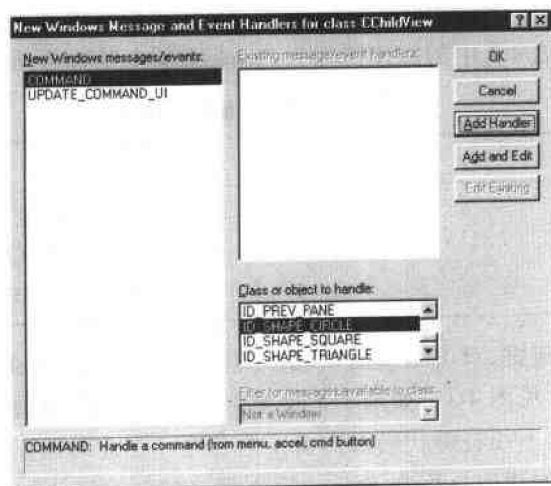 New Windows Message and Event Handlers for class CChildView
New Windows messages/events:
COMMAND
UPDATE_COMMAND_UI
Existing message/event handlers:
OK
Cancel
Add Handler
Add and Edit
Edit Existing
Class or object to handle:
ID_PREV_PANE
ID_SHAPE_CIRCLE
ID_SHAPE_SQUARE
ID_SHAPE_TRIANGLE
Filter for messages available to class:
Not a Window
COMMAND: Handle a command (from menu, accel, cmd button)